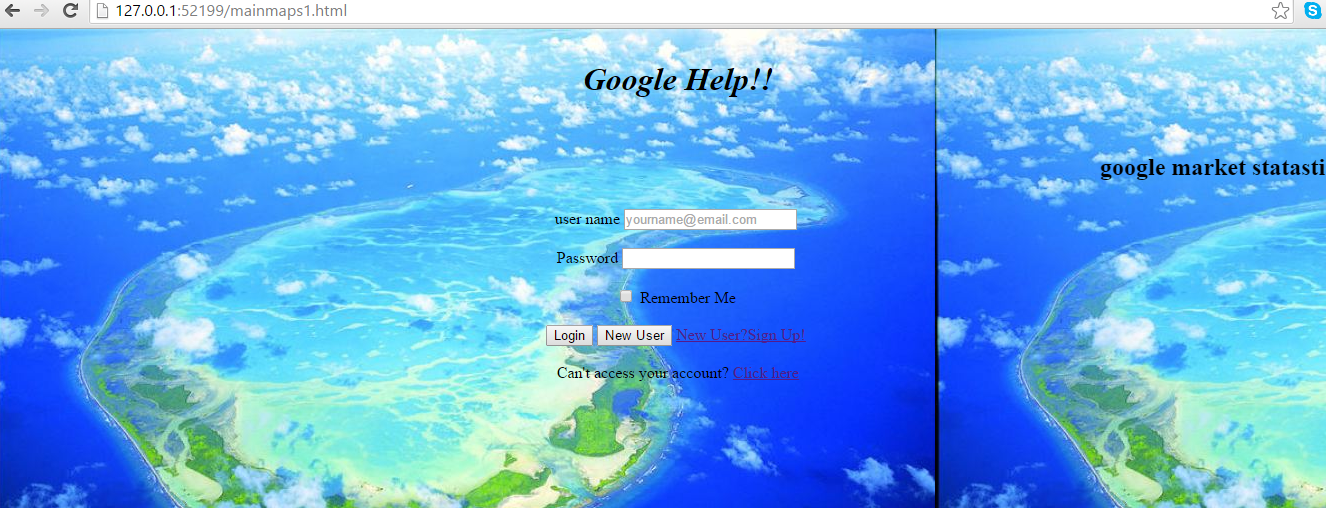 127.0.0.1:52199/mainmaps1.html
Google Help!!
google market statasti
user name yourname@email.com
Password
Remember Me
Login New User New User?Sign Up!
Can't access your account? Click here